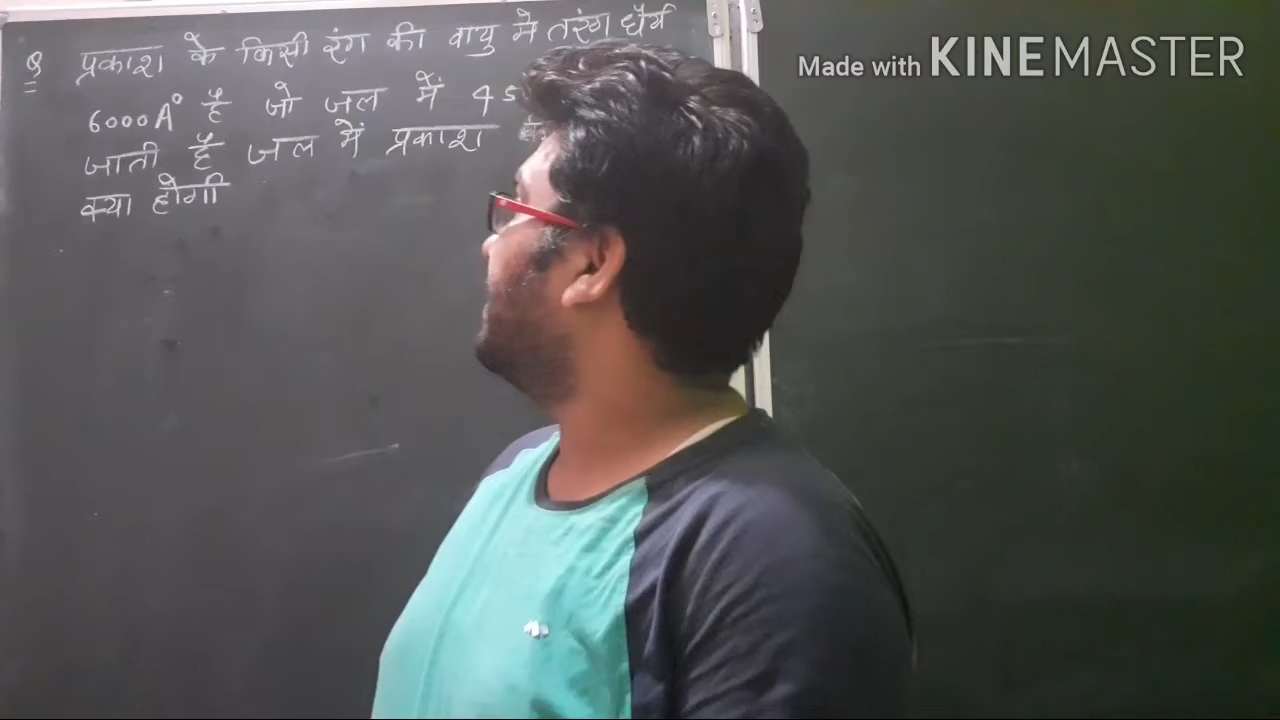 Q प्रकाश के किसी रंग की वायु मे तरंग धैर्य
6000A° है जो जल में 45
जाती है जल में प्रकाश
क्या होगी
Made with KINEMASTER